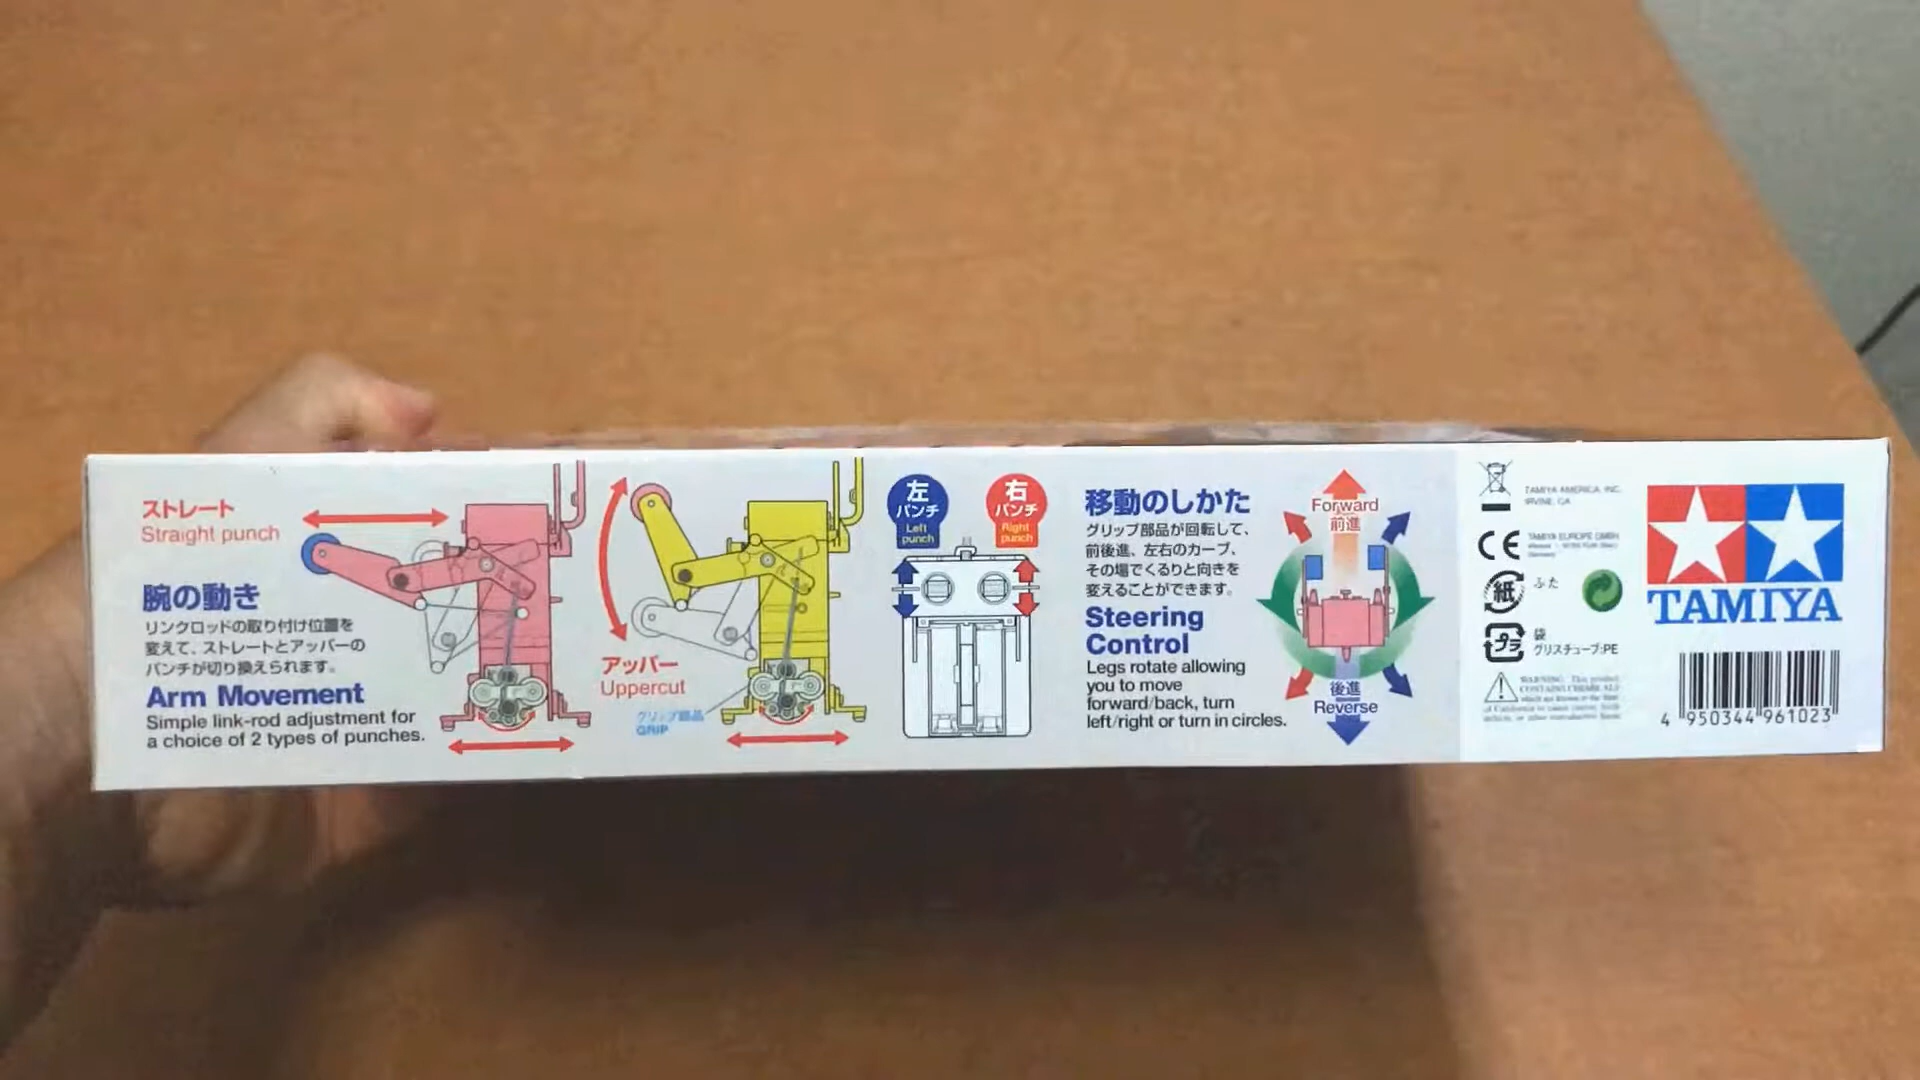 ストレート
Straight punch
腕の動き
リンクロッドの取り付け位置を
変えて、ストレートとアッパーの
パンチが切り換えられます。
Arm Movement
Simple link-rod adjustment for
a choice of 2 types of punches.
アッパー
Uppercut
グリップ部品
GRIP
左
パンチ
Left
punch
右
パンチ
Right
punch
移動のしかた
グリップ部品が回転して、
前後進、左右のカーブ、
その場でくるりと向きを
変えることができます。
Steering
Control
Legs rotate allowing
you to move
forward/back, turn
left/right or turn in circles.
Forward
前進
後進
Reverse
TAMIYA AMERICA, INC.
IRVINE, CA
CE
TAMIYA EUROPE GMBH
紙
ふた
プラ
袋
グリスチューブ:PE
WARNING: This product
TAMIYA
4 950344 961023